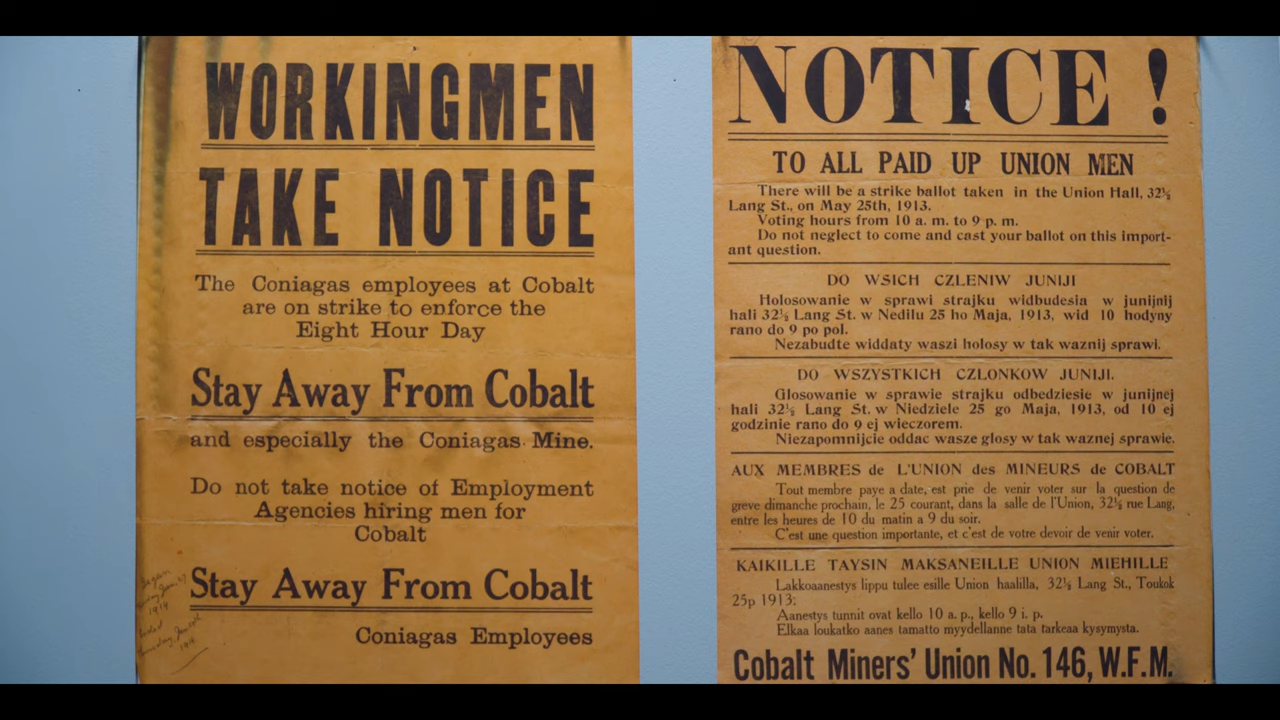 WORKINGMEN
TAKE NOTICE
The Coniagas employees at Cobalt
are on strike to enforce the
Eight Hour Day
Stay Away From Cobalt
and especially the Coniagas Mine.
Do not take notice of Employment
Agencies hiring men for
Cobalt
Stay Away From Cobalt
Coniagas Employees
Began
1914
Ended
NOTICE!
TO ALL PAID UP UNION MEN
There will be a strike ballot taken in the Union Hall, 32½
Lang St., on May 25th, 1913.
Voting hours from 10 a. m. to 9 p. m.
Do not neglect to come and cast your ballot on this import-
ant question.
DO WSICH CZLENIW JUNIJI
Holosowanie w sprawi strajku widbudesia w junijnij
hali 32½ Lang St. w Nedilu 25 ho Maja, 1913, wid 10 hodyny
rano do 9 po pol.
Nezabudte widdaty waszi holosy w tak waznij sprawi.
DO WSZYSTKICH CZLONKOW JUNIJI.
Glosowanie w sprawie strajku odbedziesie w junijnej
hali 32½ Lang St. w Niedziele 25 go Maja, 1913, od 10 ej
godzinie rano do 9 ej wieczorem.
Niezapomnijcie oddac wasze glosy w tak waznej sprawie.
AUX MEMBRES de L'UNION des MINEURS de COBALT
Tout membre paye a date, est prie de venir voter sur la question de
greve dimanche prochain, le 25 courant, dans la salle de l'Union, 32½ rue Lang,
entre les heures de 10 du matin a 9 du soir.
C'est une question importante, et c'est de votre devoir de venir voter.
KAIKILLE TAYSIN MAKSANEILLE UNION MIEHILLE
Lakkoaanestys lippu tulee esille Union haalilla, 32½ Lang St., Toukok
25p 1913:
Aanestys tunnit ovat kello 10 a. p., kello 9 i. p.
Elkaa loukatko aanes tamatto myydellanne tata tarkeaa kysymysta.
Cobalt Miners' Union No. 146, W.F.M.